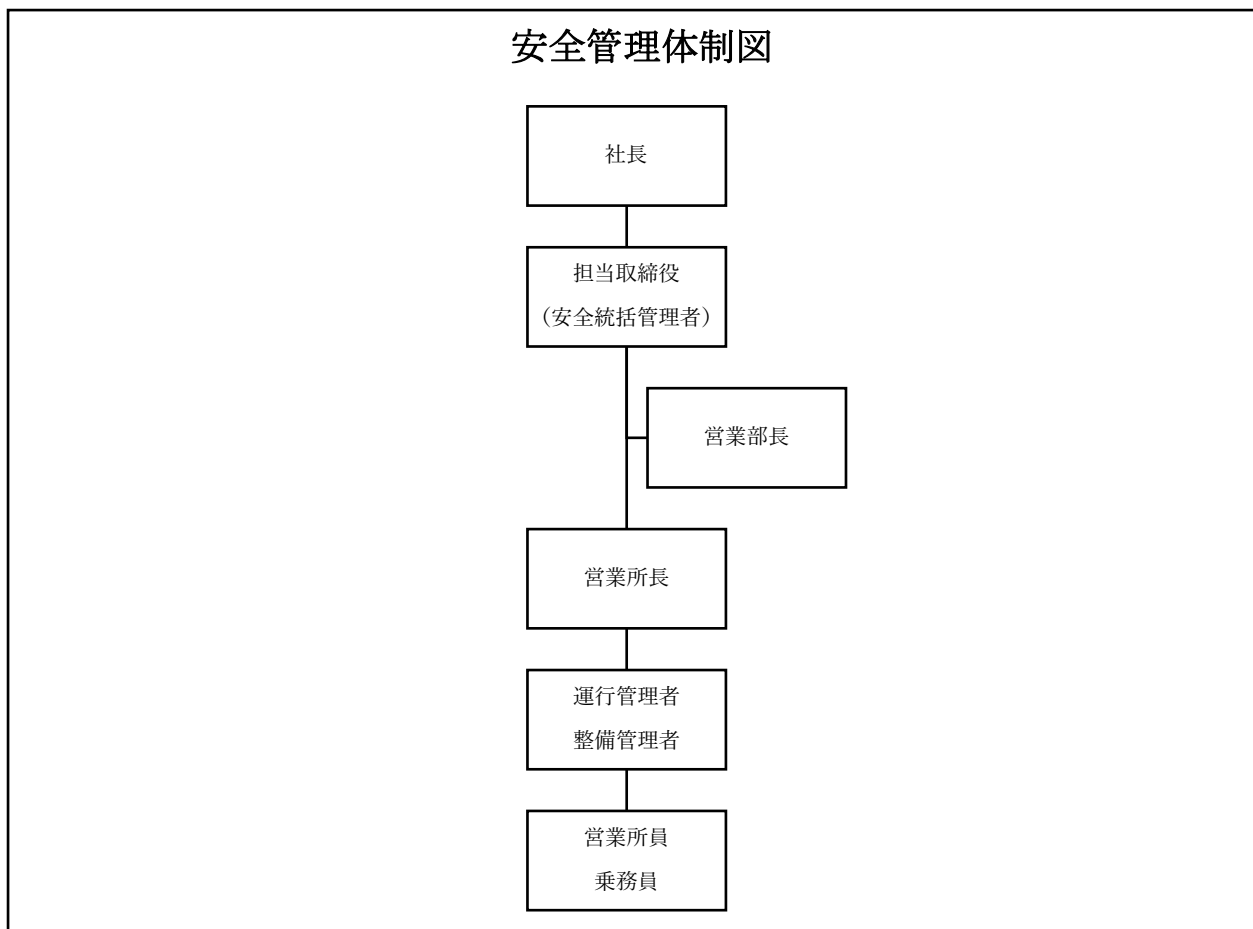 安全管理体制図
社長
担当取締役
（安全統括管理者）
営業部長
営業所長
運行管理者
整備管理者
営業所員
乗務員